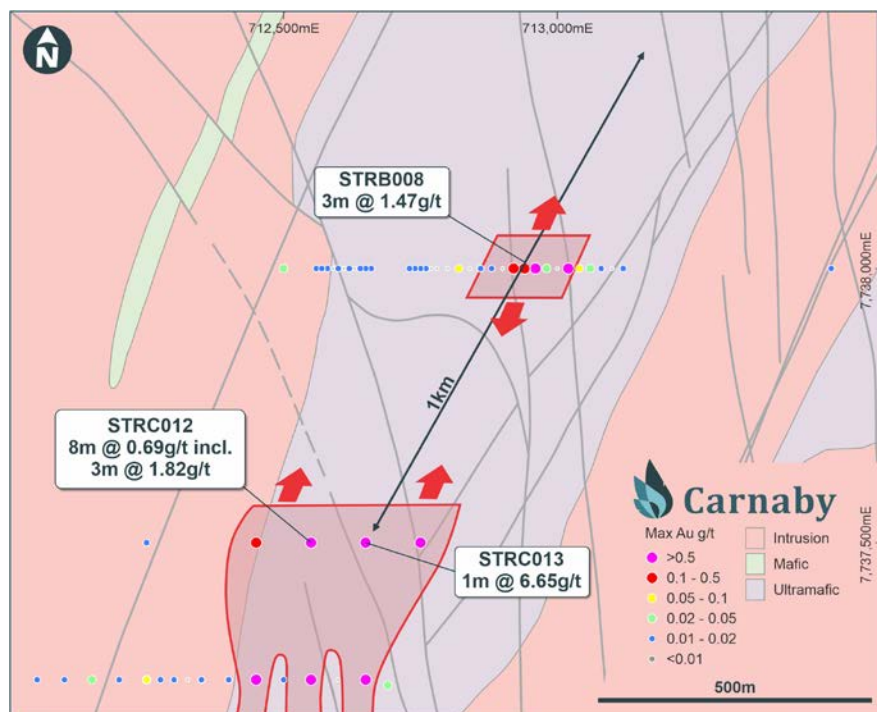 712,500mE
713,000mE
N
STRB008
3m @ 1.47g/t
7,738,000mE
1km
STRC012
8m @ 0.69g/t incl.
3m @ 1.82g/t
STRC013
1m @ 6.65g/t
7,737,500mE
Carnaby
Max Au g/t
>0.5
0.1 - 0.5
0.05 - 0.1
0.02 - 0.05
0.01 - 0.02
<0.01
Intrusion
Mafic
Ultramafic
500m